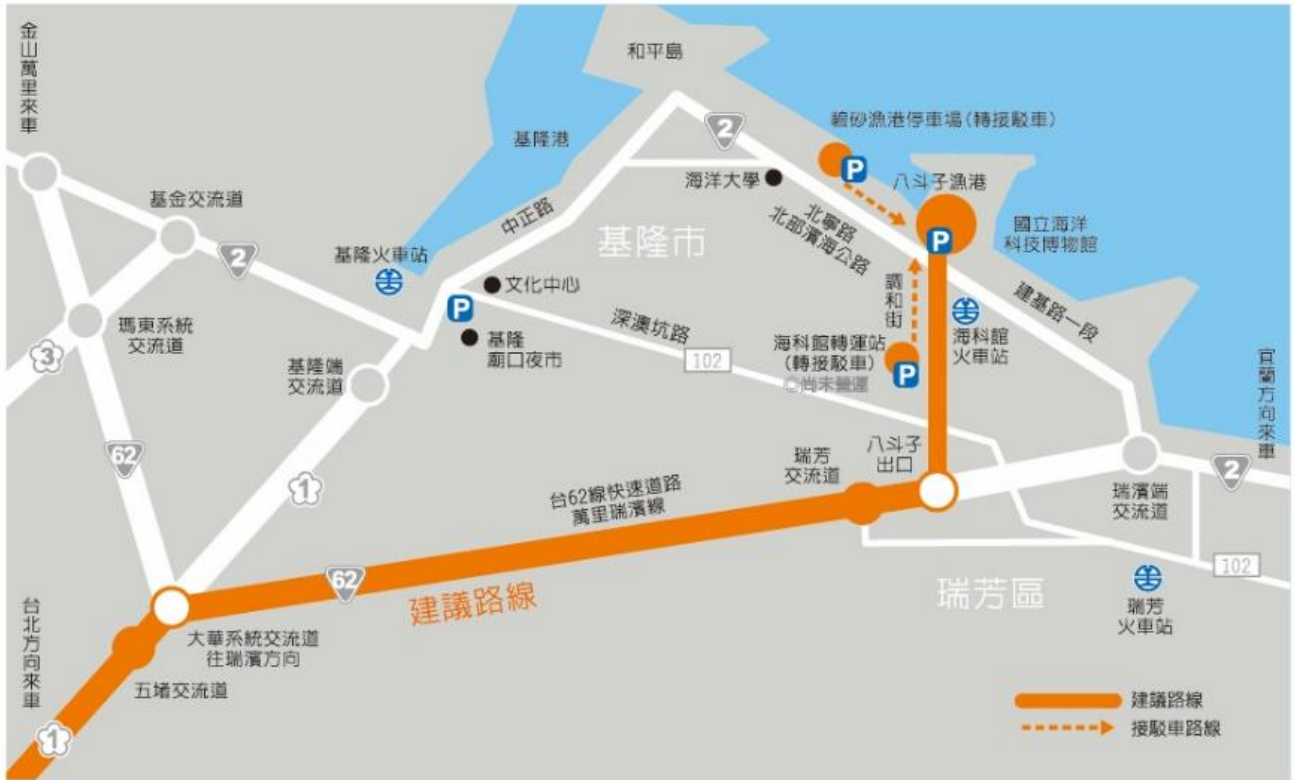 金山萬里來車
和平島
2
碧砂漁港停車場(轉接駁車)
P
基隆港
海洋大學
八斗子漁港
基金交流道
中正路
北寧路
北部濱海公路
國立海洋
科技博物館
P
2
基隆火車站
基隆市
文化中心
調和街
建基路一段
P
瑪東系統
交流道
基隆
廟口夜市
深澳坑路
102
海科館轉運站
(轉接駁車)
◎尚未營運
P
海科館
火車站
3
基隆端
交流道
宜蘭方向來車
62
1
瑞芳
交流道
八斗子
出口
2
台62線快速道路
萬里瑞濱線
瑞濱端
交流道
62
建議路線
102
瑞芳區
瑞芳
火車站
台北方向來車
大華系統交流道
往瑞濱方向
五堵交流道
1
建議路線
接駁車路線